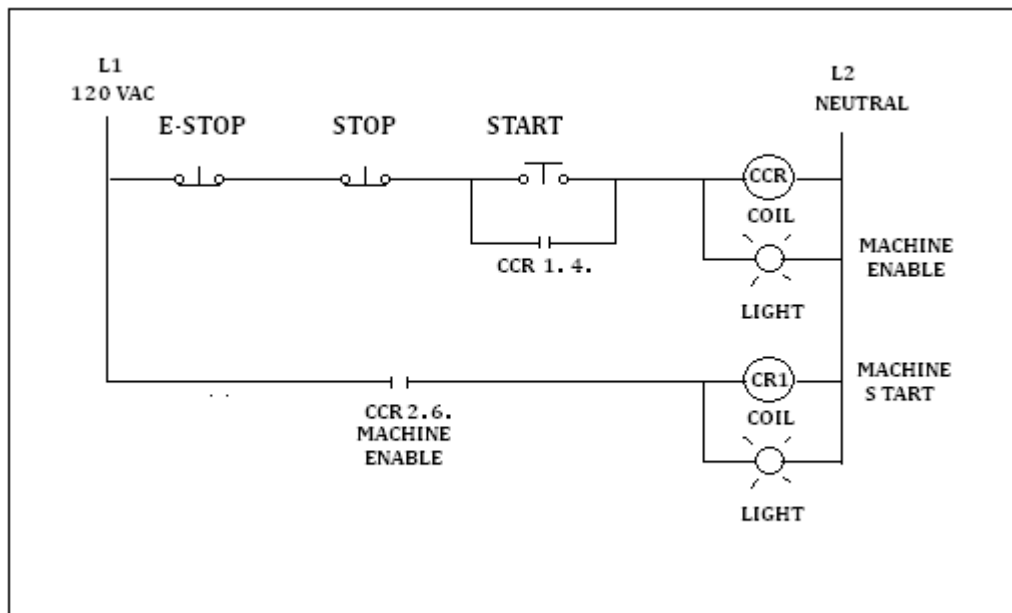 L1
120 VAC
L2
NEUTRAL
E-STOP
STOP
START
CCR
COIL
CCR 1.4.
MACHINE
ENABLE
LIGHT
CR1
COIL
MACHINE
S TART
CCR 2.6.
MACHINE
ENABLE
LIGHT